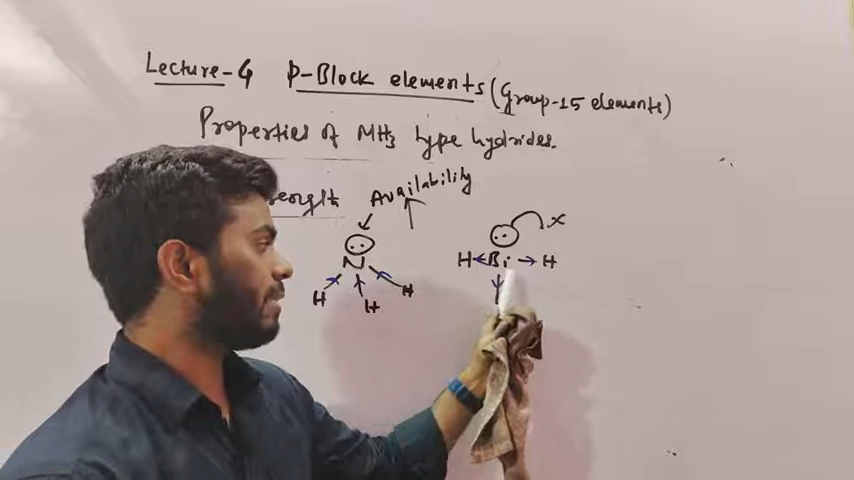 Lecture-4 p-Block elements (Group-15 elements)
Properties of MH3 type hydrides.
Availability
N
H H H
H Bi H
x